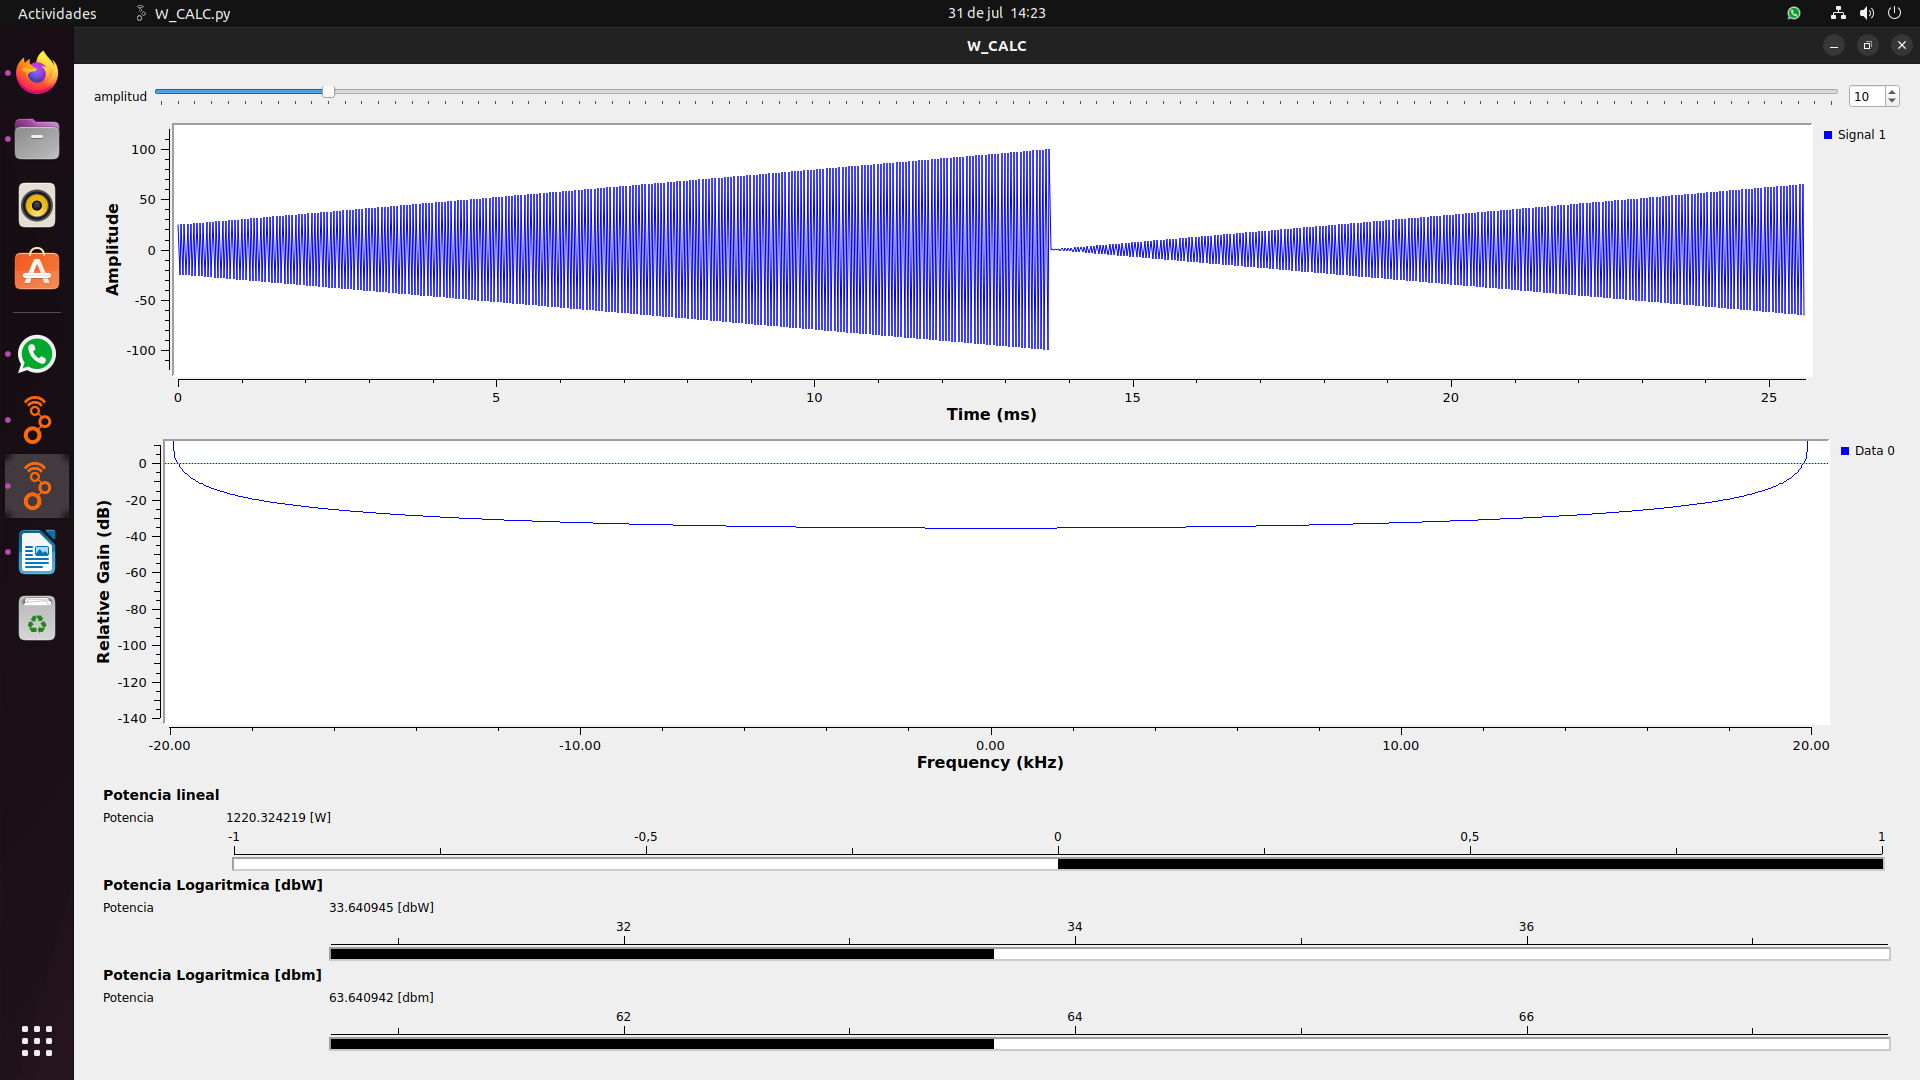 Actividades W_CALC.py 31 de jul 14:23
W_CALC
amplitud 10
Signal 1
100
50
0
-50
-100
Amplitude
0 5 10 15 20 25
Time (ms)
Data 0
0
-20
-40
-60
-80
-100
-120
-140
Relative Gain (dB)
-20.00 -10.00 0.00 10.00 20.00
Frequency (kHz)
Potencia lineal
Potencia 1220.324219 [W]
-1 -0,5 0 0,5 1
Potencia Logaritmica [dbW]
Potencia 33.640945 [dbW]
32 34 36
Potencia Logaritmica [dbm]
Potencia 63.640942 [dbm]
62 64 66